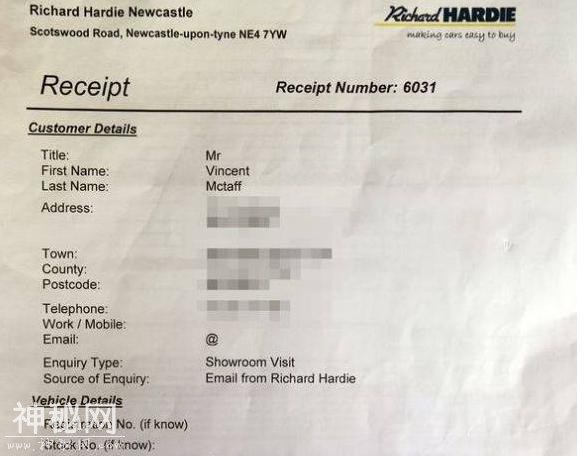 Richard Hardie Newcastle
Scotswood Road, Newcastle-upon-tyne NE4 7YW
Richard HARDIE
making cars easy to buy
Receipt
Receipt Number: 6031
Customer Details
Title: Mr
First Name: Vincent
Last Name: Mctaff
Address:
Town:
County:
Postcode:
Telephone:
Work / Mobile:
Email: @
Enquiry Type: Showroom Visit
Source of Enquiry: Email from Richard Hardie
Vehicle Details
神秘网
Registration No. (if know)
Stock No. (if know):